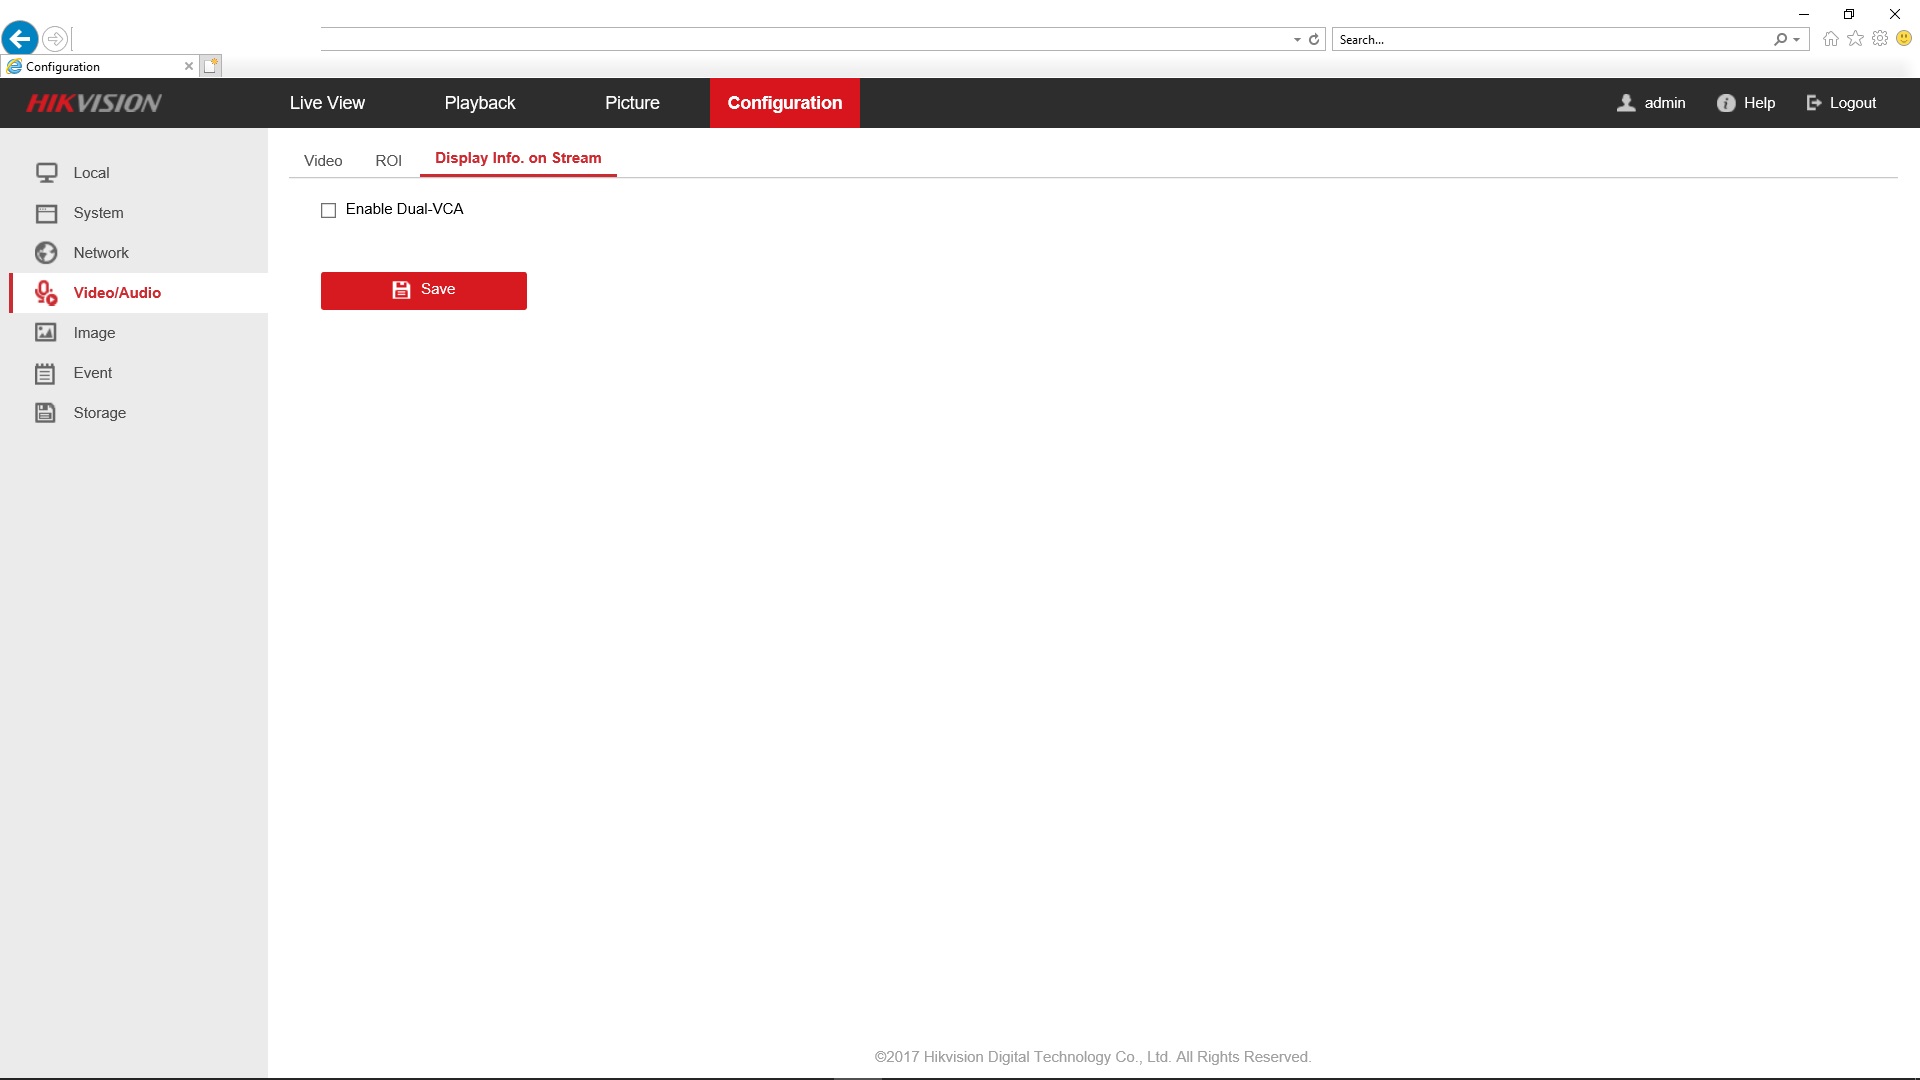 Search...
Configuration
HIKVISION
Live View
Playback
Picture
Configuration
admin
Help
Logout
Local
System
Network
Video/Audio
Image
Event
Storage
Video
ROI
Display Info. on Stream
Enable Dual-VCA
Save
©2017 Hikvision Digital Technology Co., Ltd. All Rights Reserved.